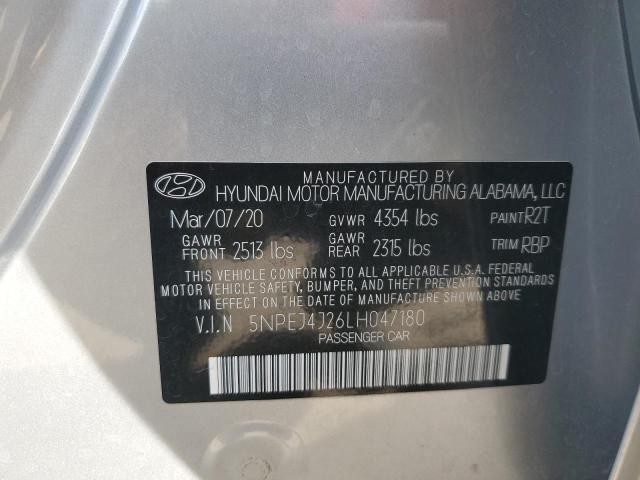 MANUFACTURED BY
HYUNDAI MOTOR MANUFACTURING ALABAMA, LLC
Mar/07/20 GVWR 4354 lbs PAINT R2T
GAWR FRONT 2513 lbs GAWR REAR 2315 lbs TRIM RBP
THIS VEHICLE CONFORMS TO ALL APPLICABLE U.S.A. FEDERAL
MOTOR VEHICLE SAFETY, BUMPER, AND THEFT PREVENTION STANDARDS
IN EFFECT ON THE DATE OF MANUFACTURE SHOWN ABOVE
V.I.N 5NPEJ4J26LH047180
PASSENGER CAR